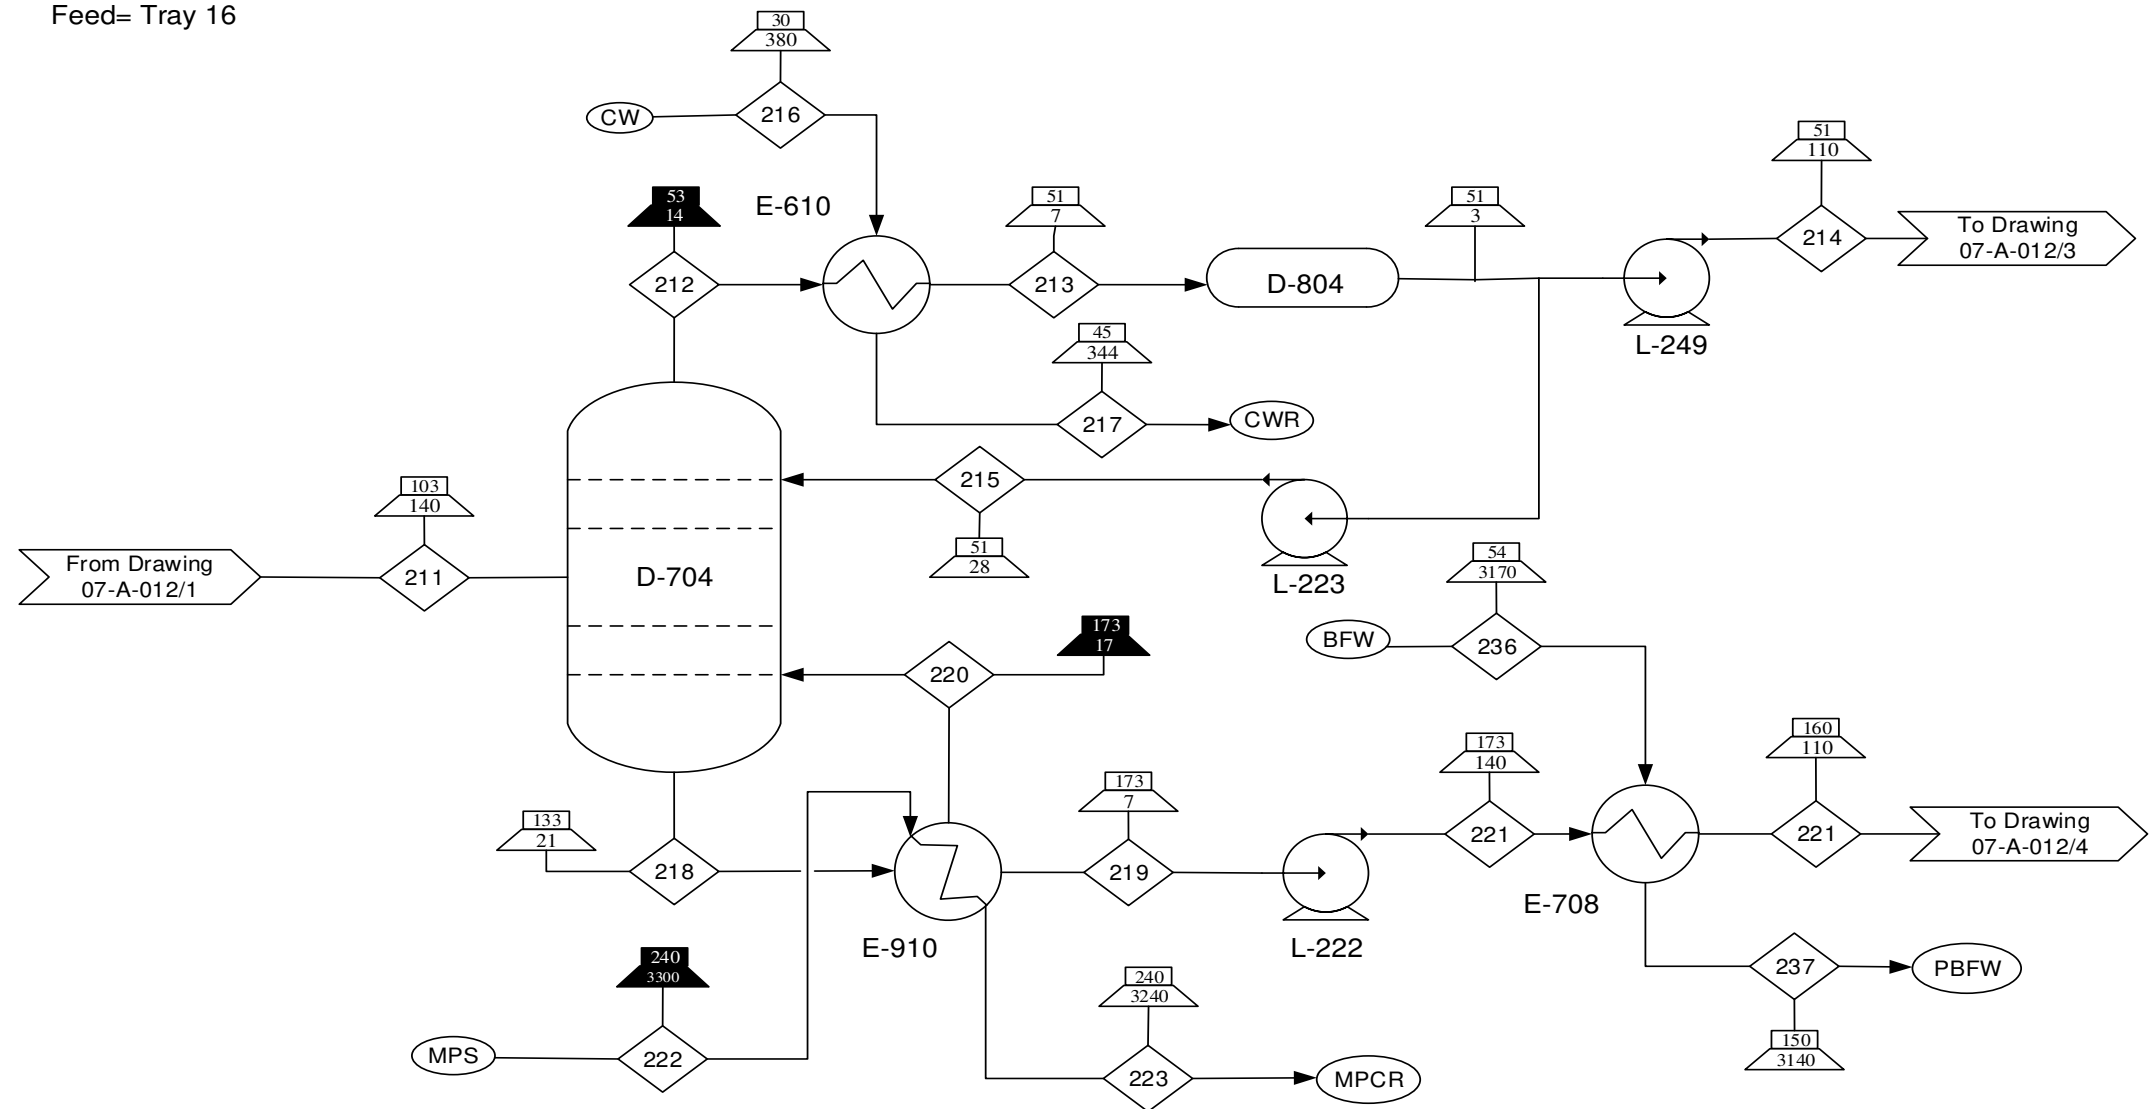 Feed= Tray 16
30
380
CW
216
51
110
53
14
E-610
51
7
51
3
To Drawing
07-A-012/3
214
212
213
D-804
L-249
45
344
217
CWR
103
140
215
51
28
From Drawing
07-A-012/1
211
D-704
L-223
54
3170
173
17
BFW
236
220
160
110
173
140
173
7
133
21
To Drawing
07-A-012/4
221
221
218
219
E-708
E-910
L-222
240
3300
240
3240
237
PBFW
150
3140
MPS
222
223
MPCR